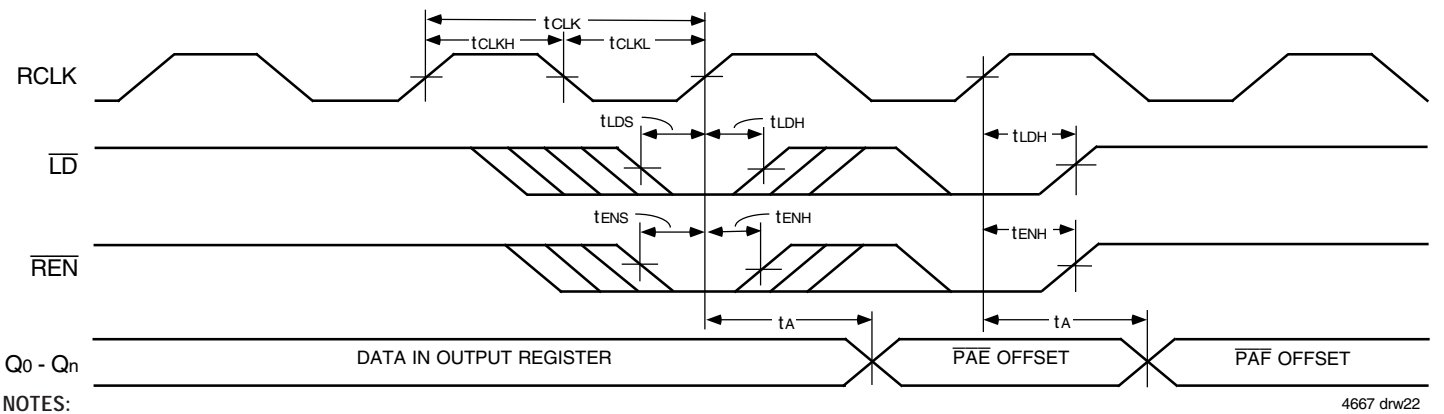 tCLK
tCLKH
tCLKL
RCLK
tLDS
tLDH
tLDH
LD
tENS
tENH
tENH
REN
tA
tA
Q0 - Qn
DATA IN OUTPUT REGISTER
PAE OFFSET
PAF OFFSET
NOTES:
4667 drw22